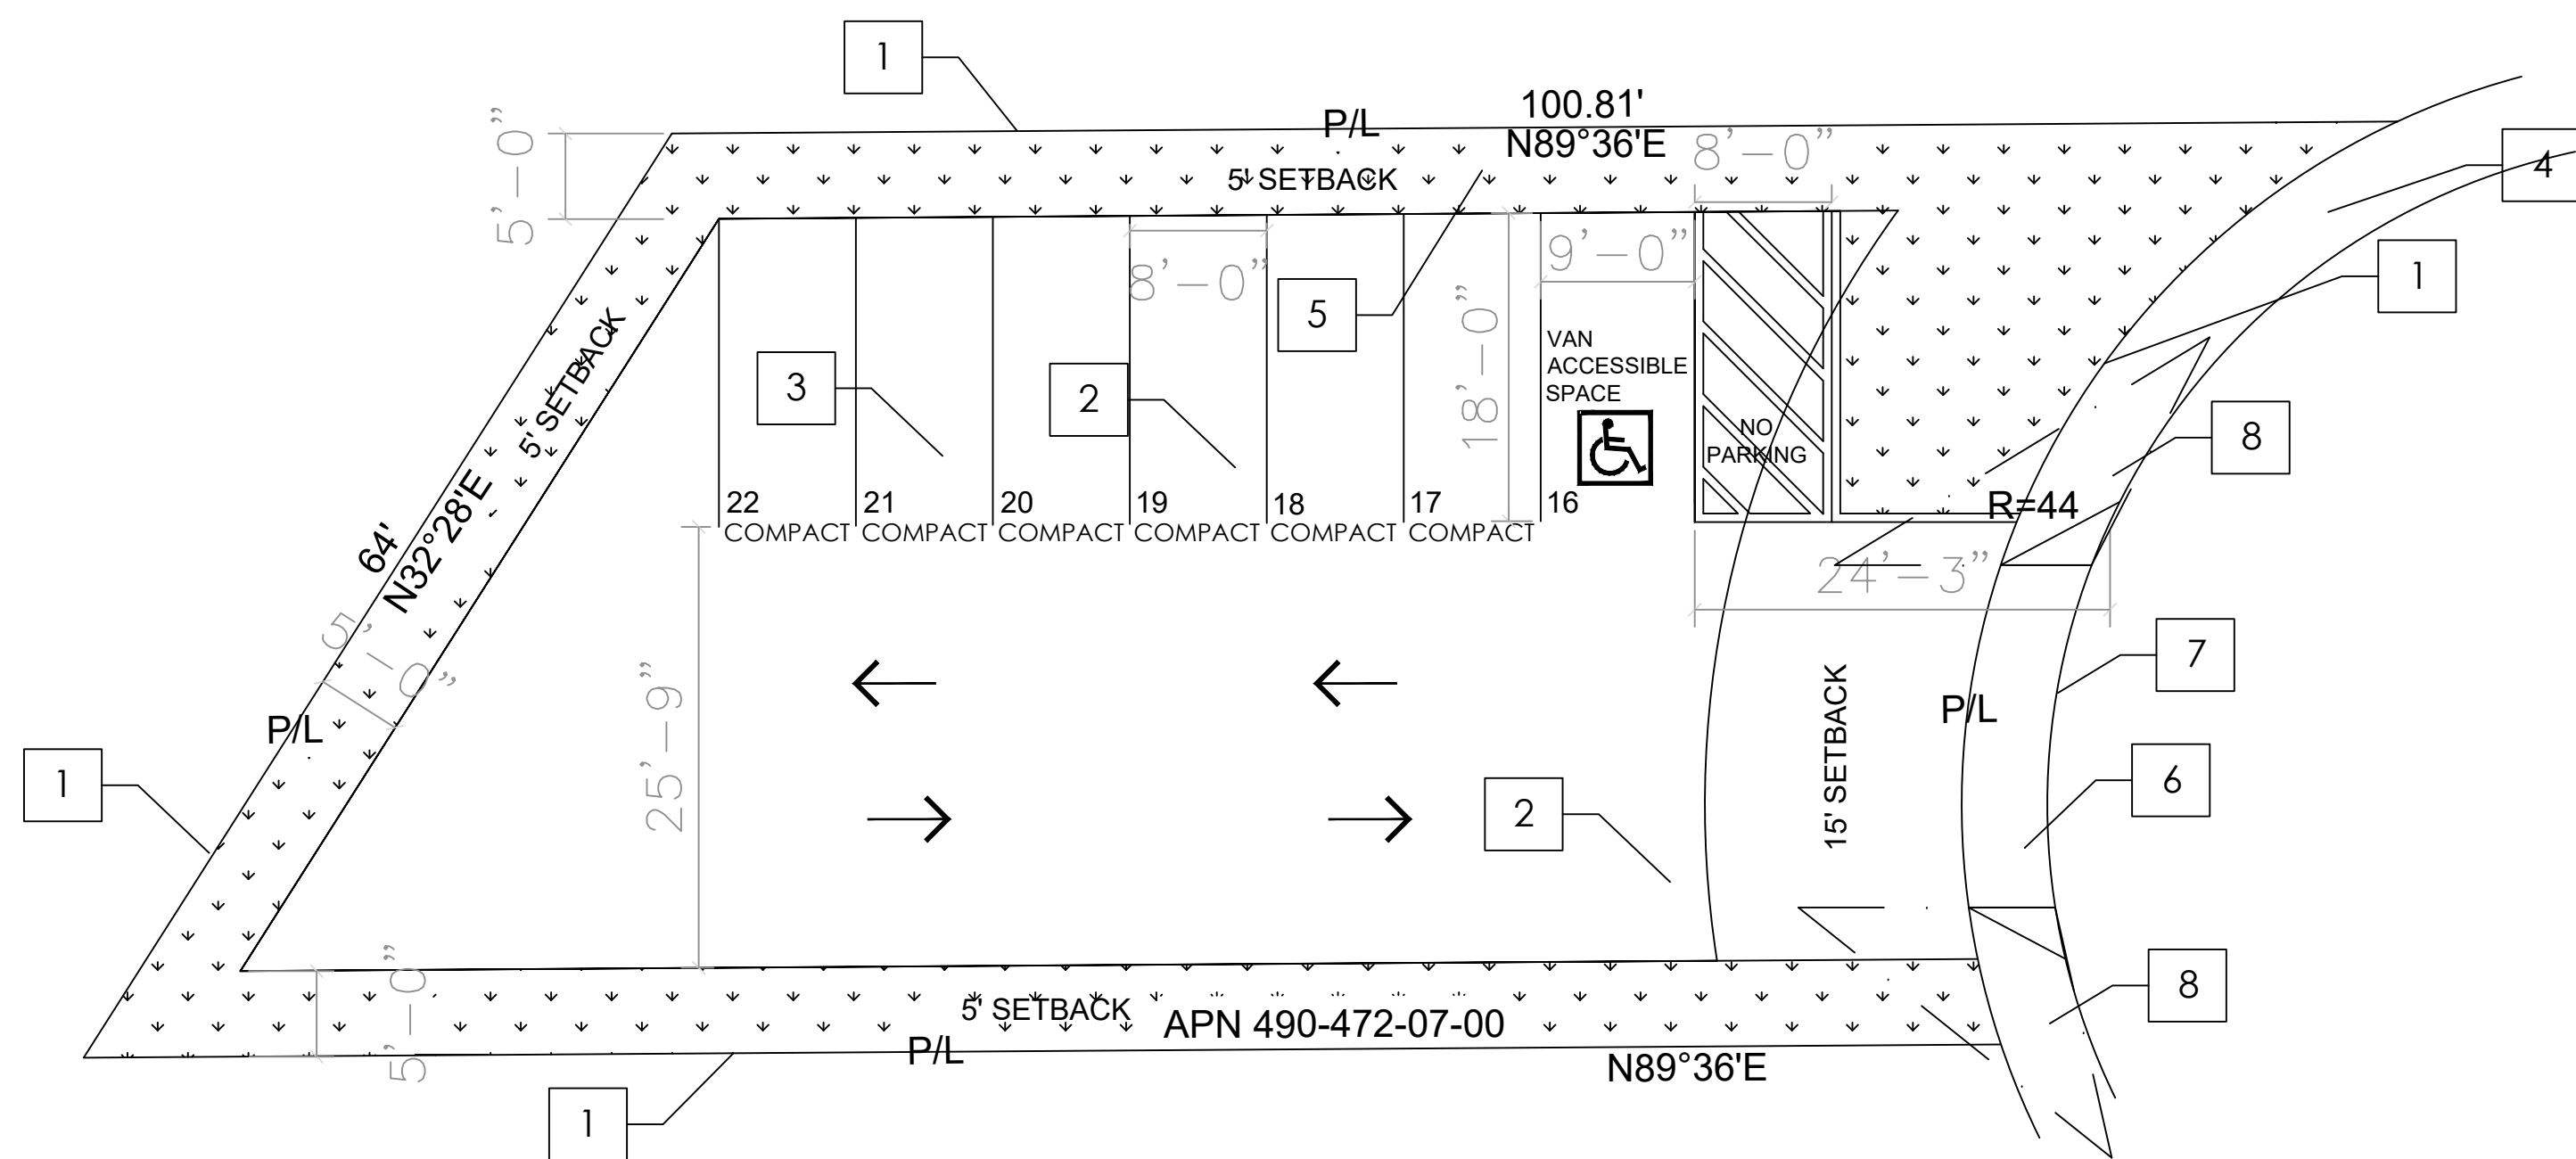 1
100.81'
P/L
N89°36'E
5'-0"
8'-0"
4
5' SETBACK
1
8'-0"
9'-0"
5
18'-0"
VAN
ACCESSIBLE
SPACE
5' SETBACK
3
2
NO
PARKING
8
22
21
20
19
18
17
16
R=44
COMPACT
COMPACT
COMPACT
COMPACT
COMPACT
COMPACT
64'
N32°28'E
24'-3"
5'-0"
7
P/L
25'-9"
15' SETBACK
P/L
1
2
6
5'-0"
8
5' SETBACK
APN 490-472-07-00
P/L
N89°36'E
1